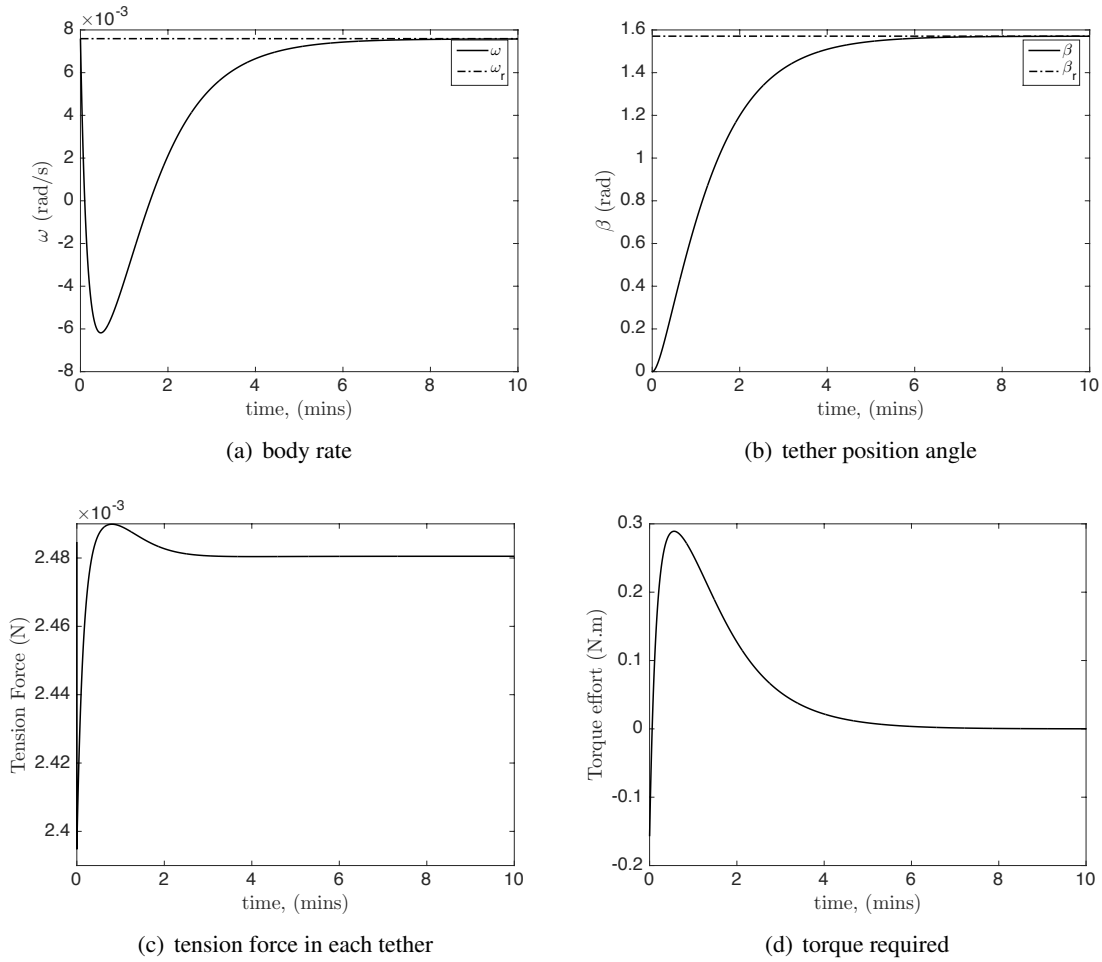 ×10⁻³
8
6
4
2
0
-2
-4
-6
-8
ω (rad/s)
ω
ωᵣ
0 2 4 6 8 10
time, (mins)
(a) body rate
1.6
1.4
1.2
1
0.8
0.6
0.4
0.2
0
β (rad)
β
βᵣ
0 2 4 6 8 10
time, (mins)
(b) tether position angle
×10⁻³
2.48
2.46
2.44
2.42
2.4
Tension Force (N)
0 2 4 6 8 10
time, (mins)
(c) tension force in each tether
0.3
0.2
0.1
0
-0.1
-0.2
Torque effort (N.m)
0 2 4 6 8 10
time, (mins)
(d) torque required